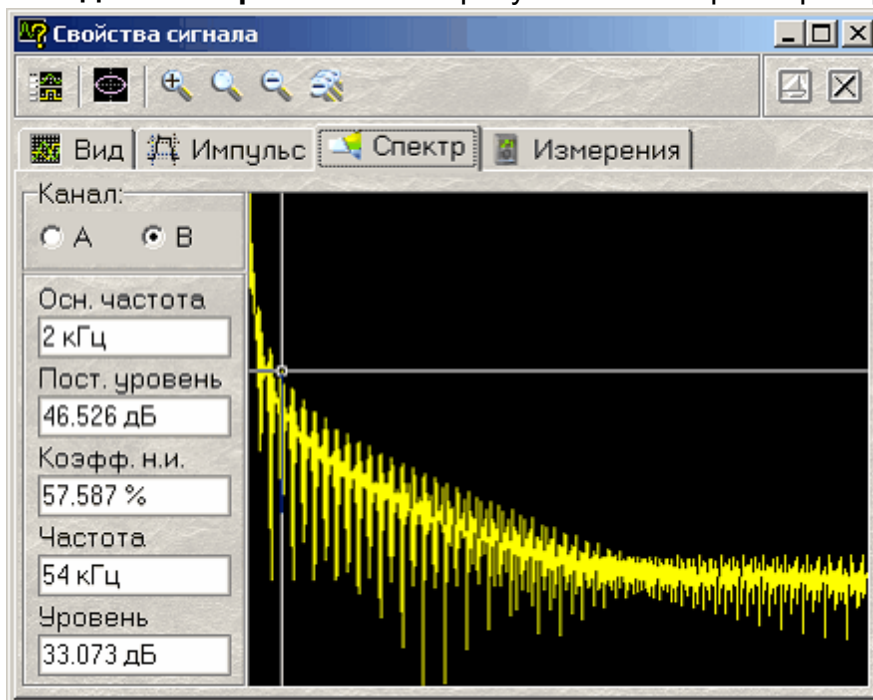 Свойства сигнала
Вид Импульс Спектр Измерения
Канал:
А В
Осн. частота
2 кГц
Пост. уровень
46.526 дБ
Коэфф. н.и.
57.587 %
Частота
54 кГц
Уровень
33.073 дБ